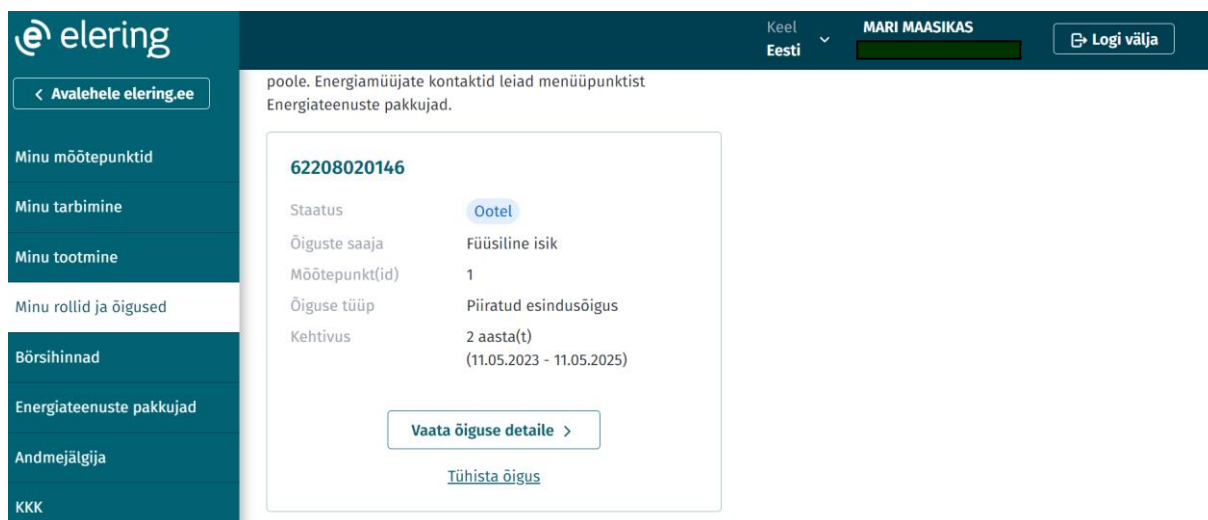 elering
Keel
Eesti
MARI MAASIKAS
Logi välja
Avalehele elering.ee
Minu mõõtepunktid
Minu tarbimine
Minu tootmine
Minu rollid ja õigused
Börsihinnad
Energiateenuste pakkujad
Andmejälgija
KKK
poole. Energiamüüjate kontaktid leiad menüüpunktist
Energiateenuste pakkujad.
62208020146
Staatus Ootel
Õiguste saaja Füüsiline isik
Mõõtepunkt(id) 1
Õiguse tüüp Piiratud esindusõigus
Kehtivus 2 aasta(t)
(11.05.2023 - 11.05.2025)
Vaata õiguse detaile
Tühista õigus